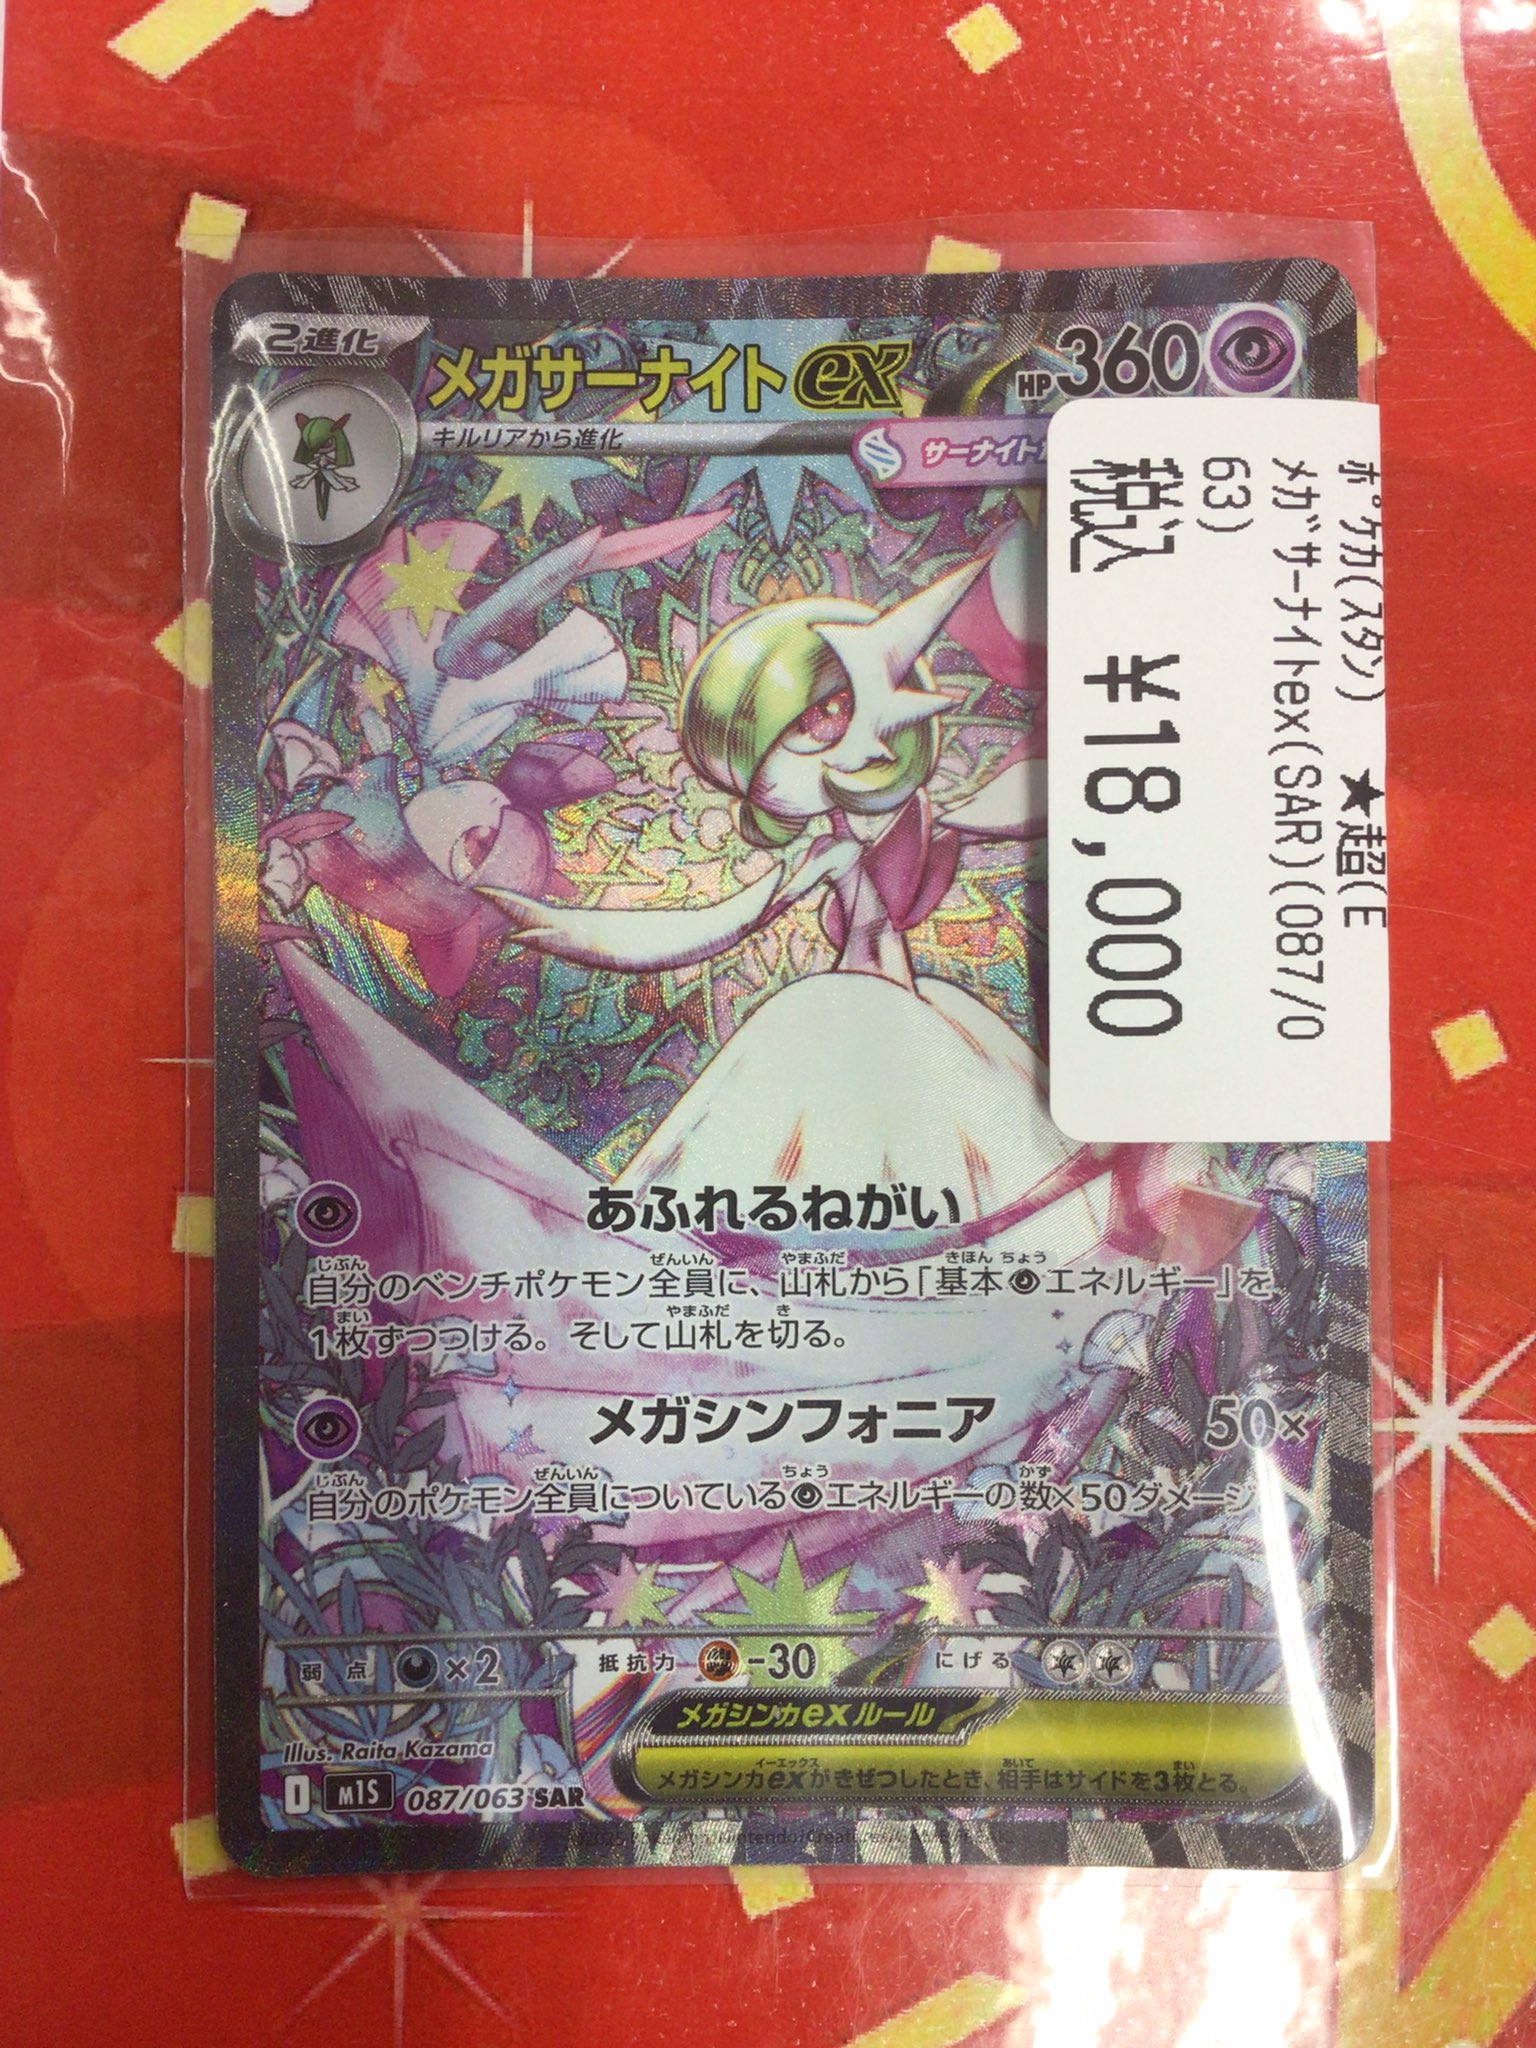 2進化
メガサーナイトex
HP360
キルリアから進化
サーナイト
ﾎﾟｹｶ(ｽﾀﾝ) ★超(E
ﾒｶﾞｻｰﾅｲﾄex(SAR)(087/0
63)
税込 ¥18,000
あふれるねがい
自分のベンチポケモン全員に、山札から「基本エネルギー」を
1枚ずつつける。そして山札を切る。
メガシンフォニア 50×
自分のポケモン全員についているエネルギーの数×50ダメージ。
弱点 ×2 抵抗力 -30 にげる
メガシンカexルール
メガシンカexがきぜつしたとき、相手はサイドを3枚とる。
Illus. Raita Kazama
I M1S 087/063 SAR